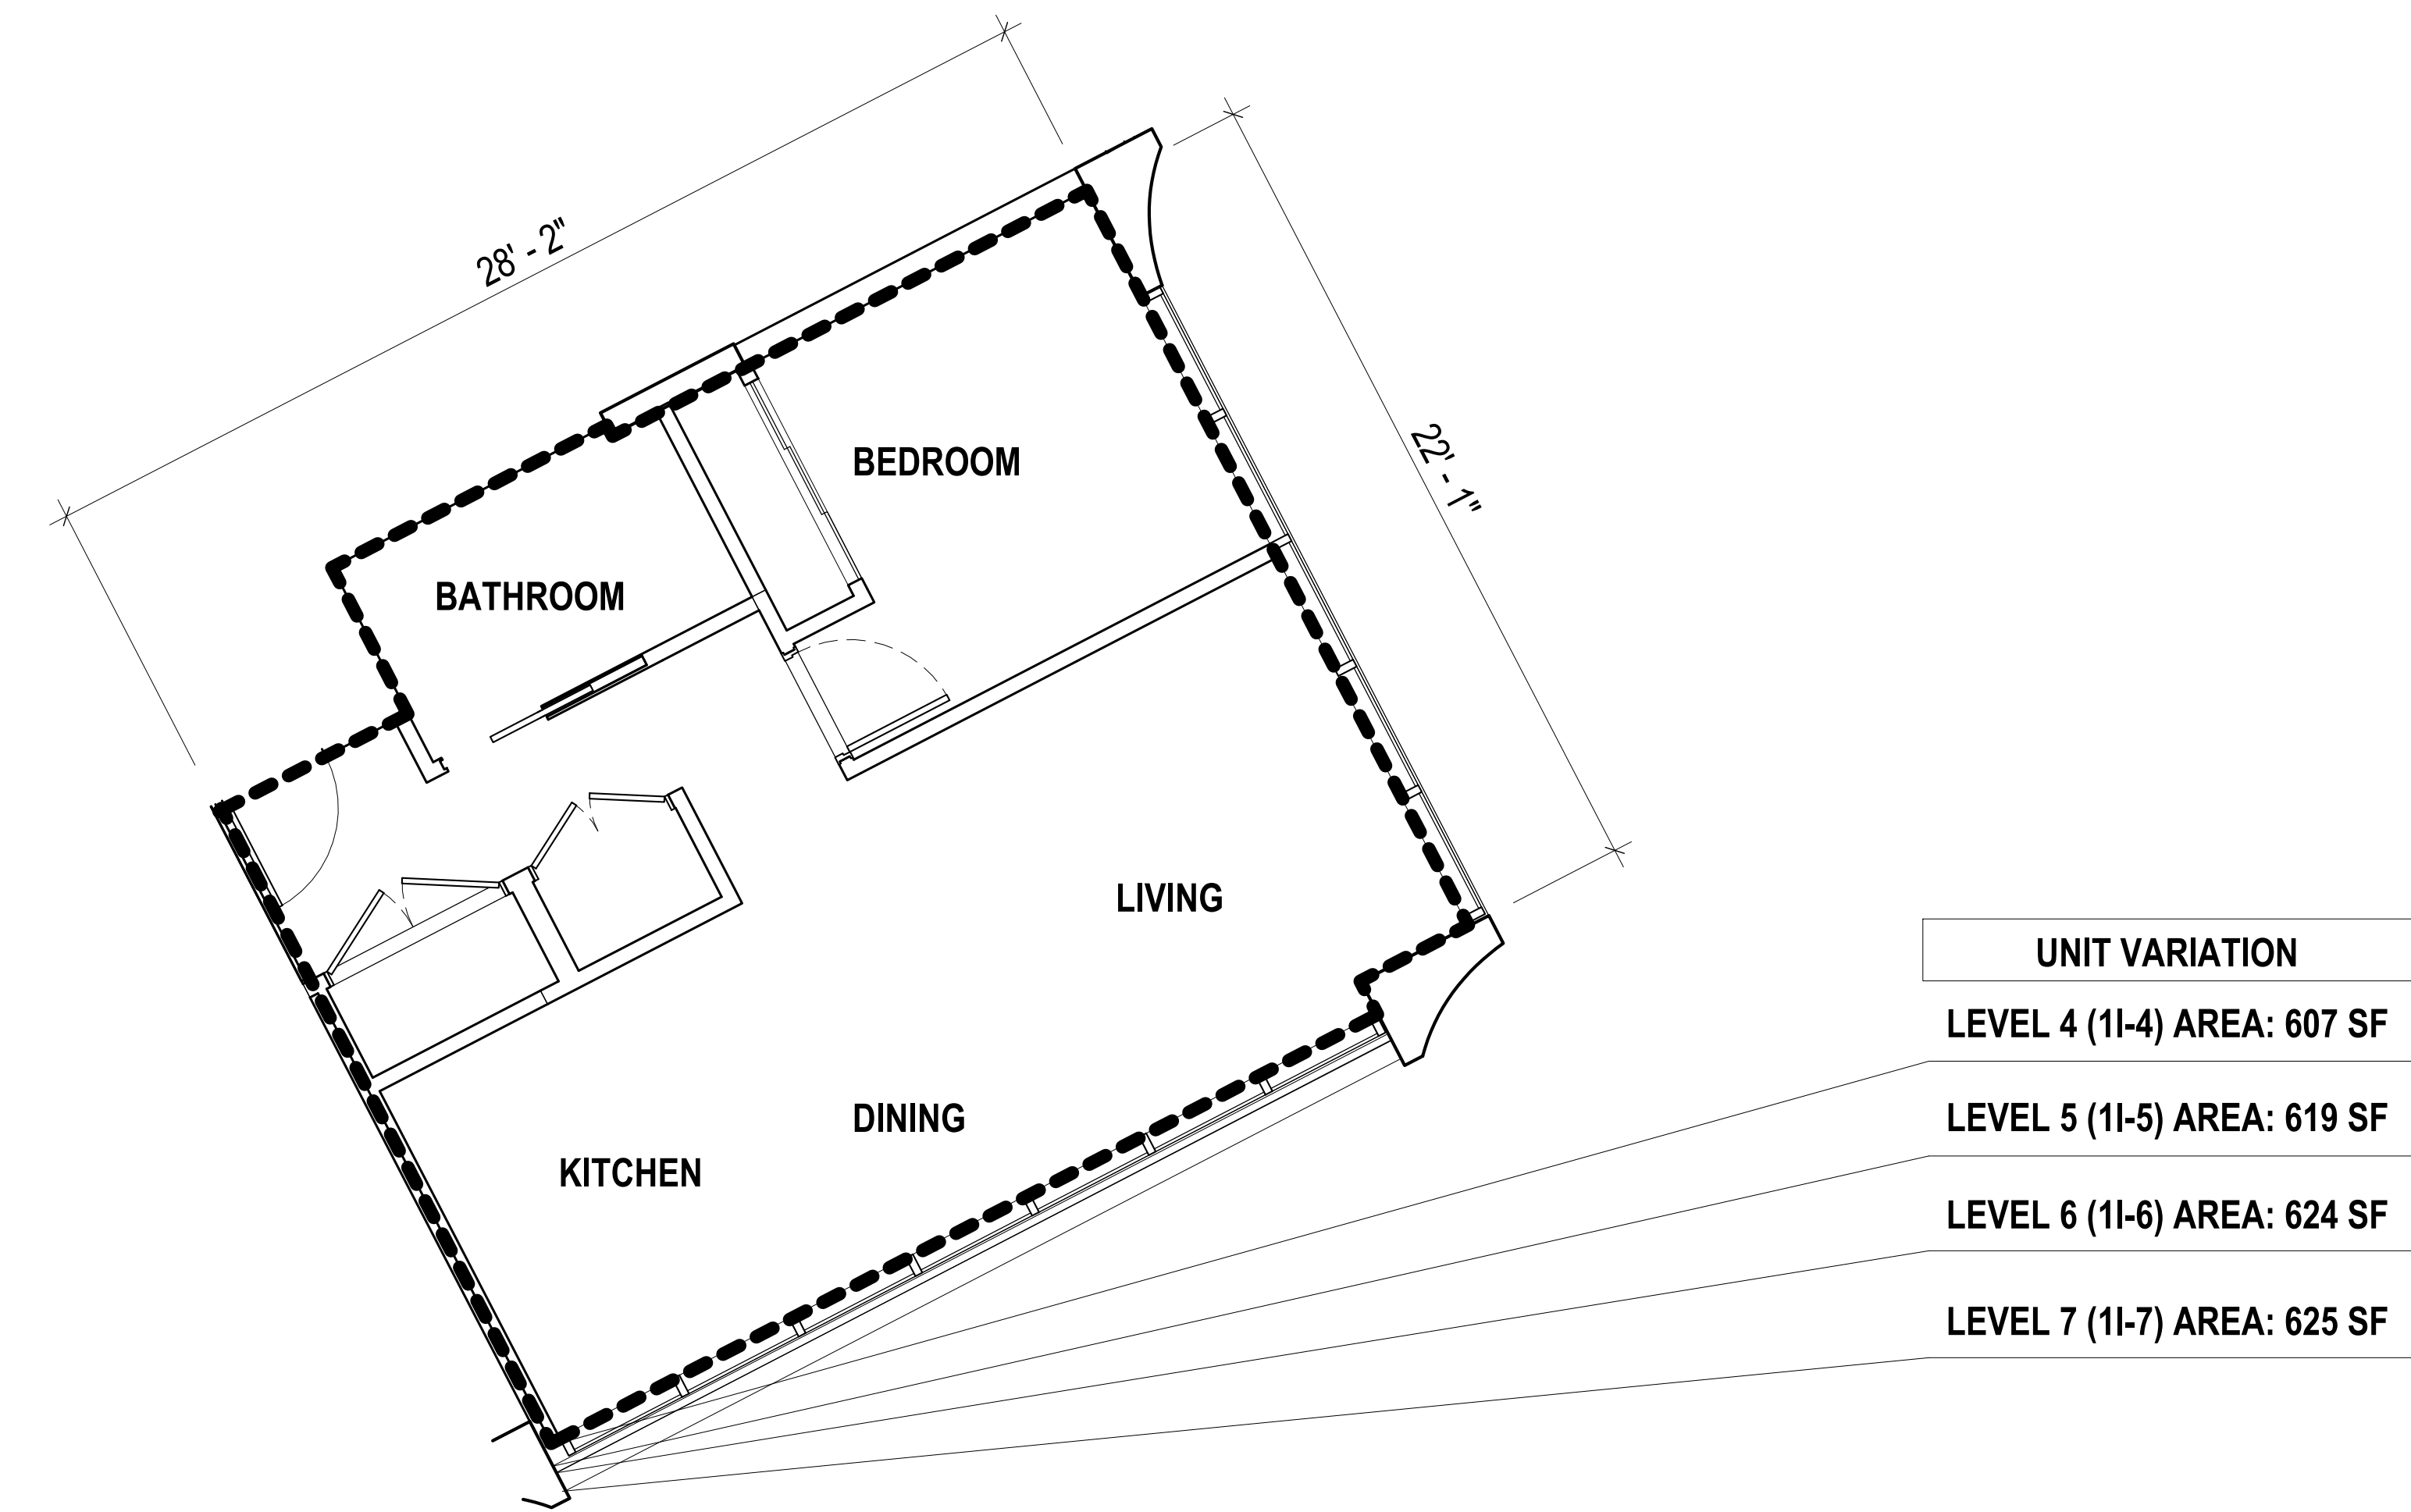 28' - 2"
22' - 1"
BEDROOM
BATHROOM
LIVING
DINING
KITCHEN
UNIT VARIATION
LEVEL 4 (1I-4) AREA: 607 SF
LEVEL 5 (1I-5) AREA: 619 SF
LEVEL 6 (1I-6) AREA: 624 SF
LEVEL 7 (1I-7) AREA: 625 SF